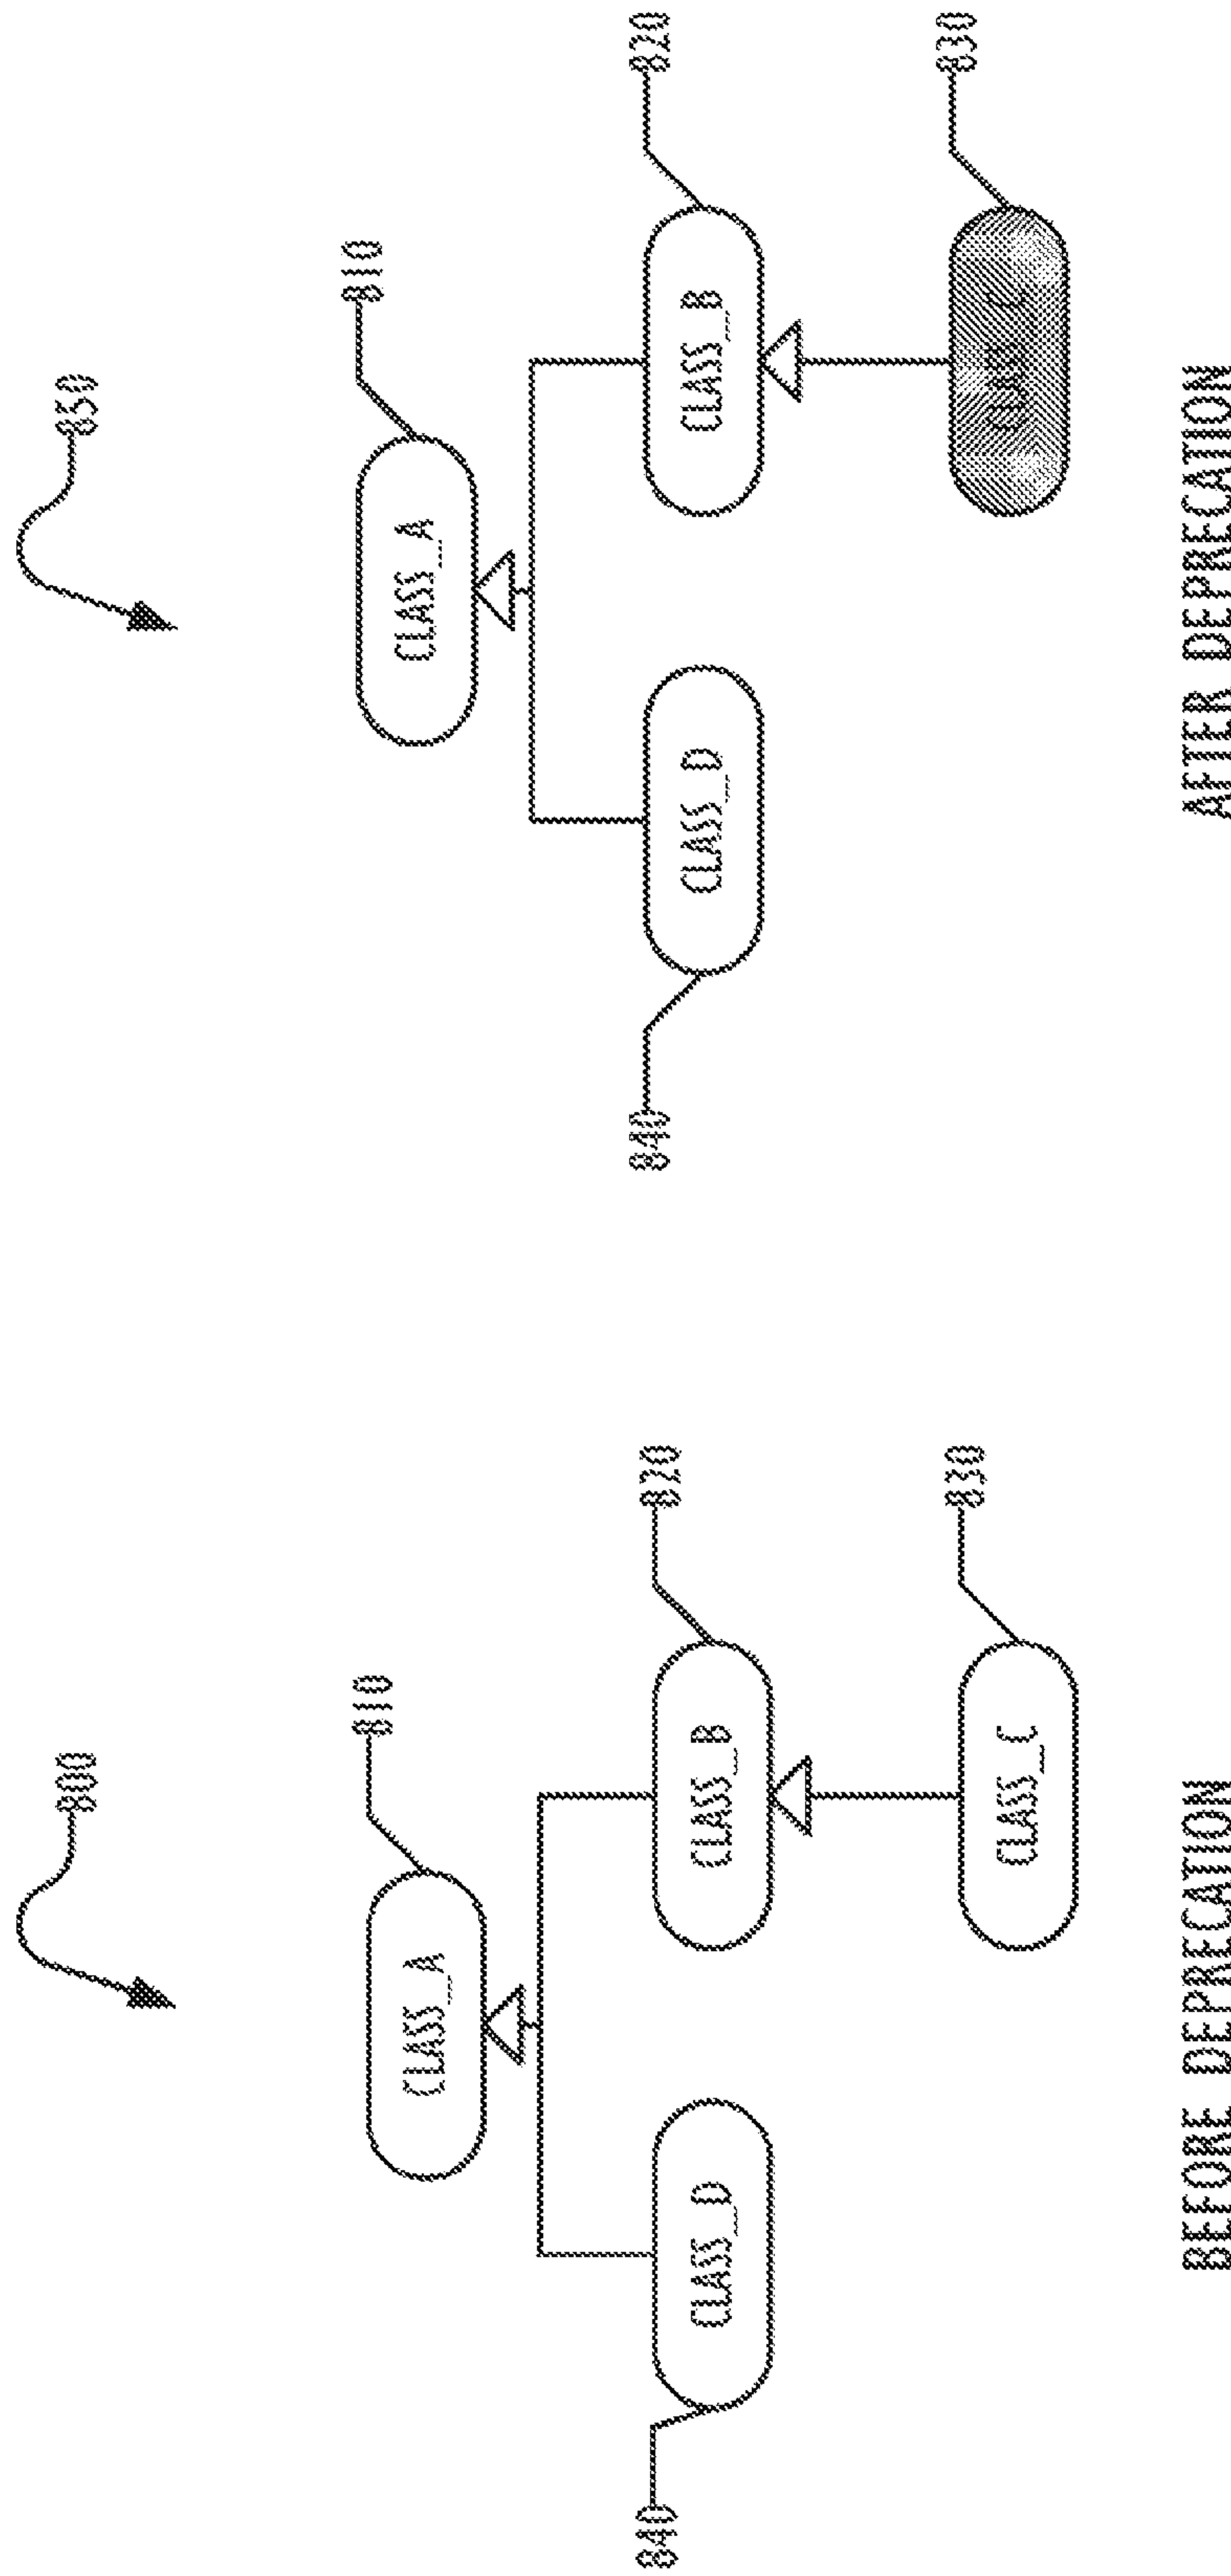 800
810
CLASS_A
840
CLASS_D
CLASS_B
820
CLASS_C
830
BEFORE DEPRECATION
850
810
CLASS_A
840
CLASS_D
CLASS_B
820
CLASS_C
830
AFTER DEPRECATION